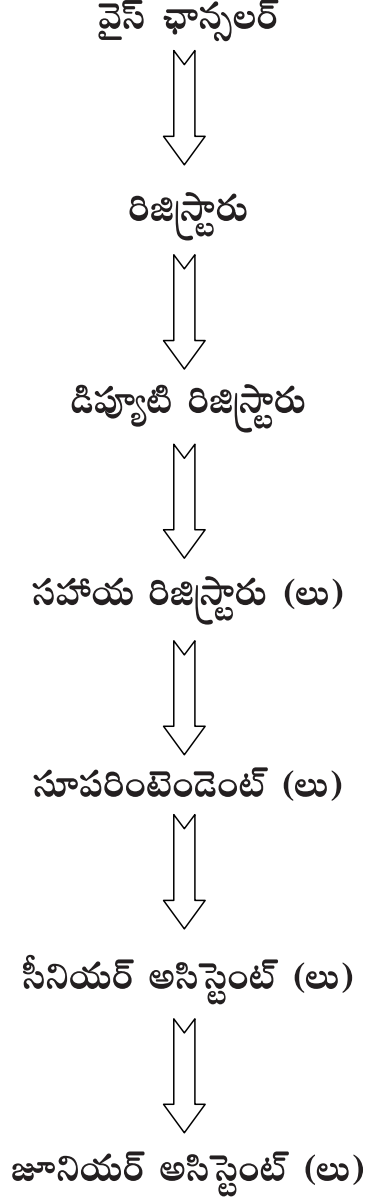 వైస్ ఛాన్సలర్
రిజిస్ట్రారు
డిప్యూటి రిజిస్ట్రారు
సహాయ రిజిస్ట్రారు (లు)
సూపరింటెండెంట్ (లు)
సీనియర్ అసిస్టెంట్ (లు)
జూనియర్ అసిస్టెంట్ (లు)